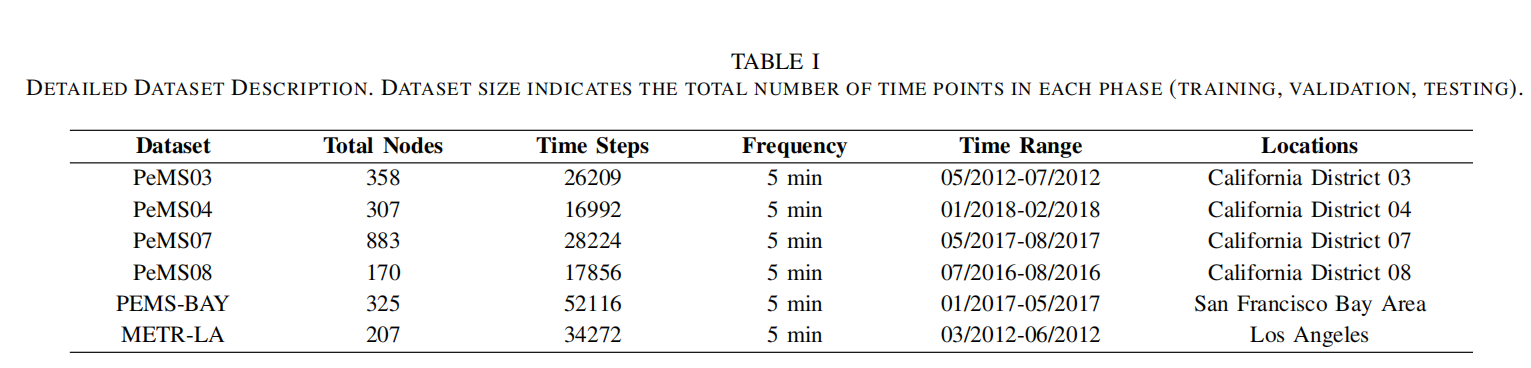 TABLE I
DETAILED DATASET DESCRIPTION. DATASET SIZE INDICATES THE TOTAL NUMBER OF TIME POINTS IN EACH PHASE (TRAINING, VALIDATION, TESTING).
Dataset Total Nodes Time Steps Frequency Time Range Locations
PeMS03 358 26209 5 min 05/2012-07/2012 California District 03
PeMS04 307 16992 5 min 01/2018-02/2018 California District 04
PeMS07 883 28224 5 min 05/2017-08/2017 California District 07
PeMS08 170 17856 5 min 07/2016-08/2016 California District 08
PEMS-BAY 325 52116 5 min 01/2017-05/2017 San Francisco Bay Area
METR-LA 207 34272 5 min 03/2012-06/2012 Los Angeles